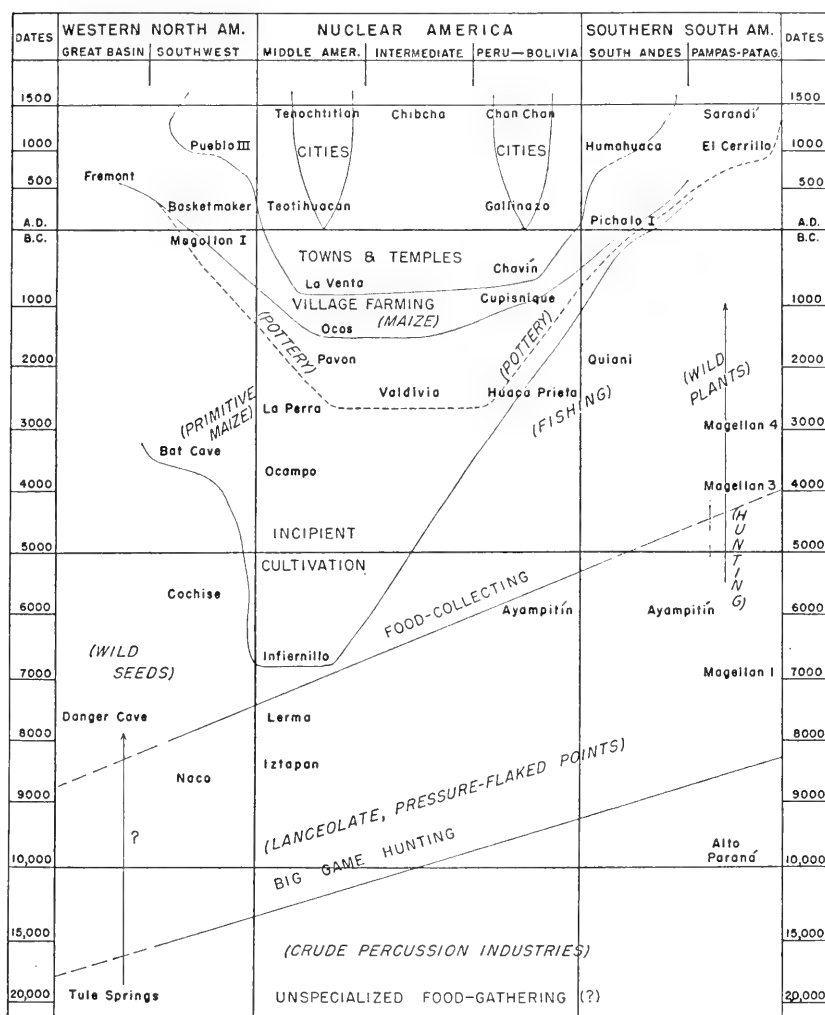 DATES WESTERN NORTH AM. NUCLEAR AMERICA SOUTHERN SOUTH AM. DATES
GREAT BASIN SOUTHWEST MIDDLE AMER. INTERMEDIATE PERU—BOLIVIA SOUTH ANDES PAMPAS-PATAG.
1500 Tenochtitlan Chibcha Chan Chan Sarandí 1500
1000 Pueblo III CITIES CITIES Humahuaca El Cerrillo 1000
Fremont
500 Basketmaker Teotihuacan Gallinazo 500
A.D. Pichalo I A.D.
B.C. Mogollon I B.C.
TOWNS & TEMPLES
La Venta Chavín
1000 VILLAGE FARMING Cupisnique 1000
(MAIZE)
Ocos
(POTTERY) (POTTERY)
2000 Pavon Quiani 2000
(WILD PLANTS)
Valdivia Huaca Prieta
(PRIMITIVE MAIZE) La Perra (FISHING)
3000 Magellan 4 3000
Bat Cave
Ocampo
4000 Magellan 3 4000
(HUNTING)
INCIPIENT
5000 5000
CULTIVATION
Cochise FOOD-COLLECTING
6000 Ayampitín Ayampitín 6000
(WILD SEEDS) Infiernillo
7000 Magellan 1 7000
Danger Cave Lerma
8000 8000
Naco Iztapan
9000 (LANCEOLATE, PRESSURE-FLAKED POINTS) 9000
?
BIG GAME HUNTING Alto
10,000 Paraná 10,000
15,000 (CRUDE PERCUSSION INDUSTRIES) 15,000
20,000 Tule Springs UNSPECIALIZED FOOD-GATHERING (?) 20,000